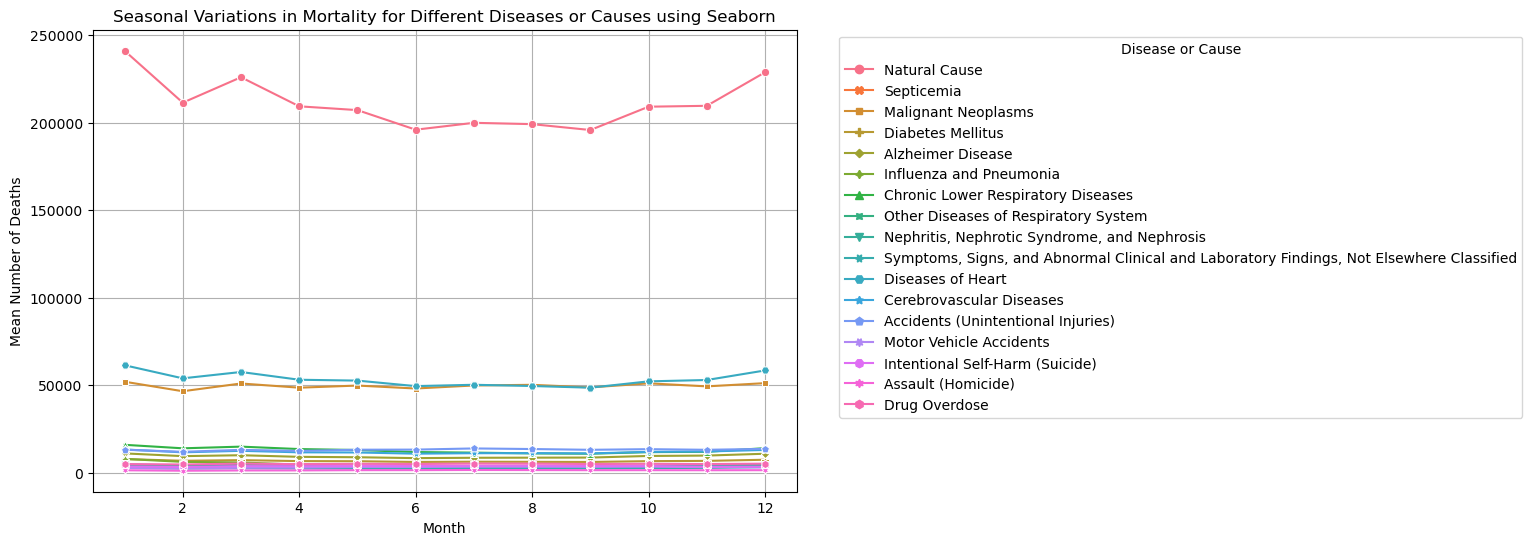 Seasonal Variations in Mortality for Different Diseases or Causes using Seaborn
250000
200000
150000
100000
50000
0
Mean Number of Deaths
2
4
6
8
10
12
Month
Disease or Cause
Natural Cause
Septicemia
Malignant Neoplasms
Diabetes Mellitus
Alzheimer Disease
Influenza and Pneumonia
Chronic Lower Respiratory Diseases
Other Diseases of Respiratory System
Nephritis, Nephrotic Syndrome, and Nephrosis
Symptoms, Signs, and Abnormal Clinical and Laboratory Findings, Not Elsewhere Classified
Diseases of Heart
Cerebrovascular Diseases
Accidents (Unintentional Injuries)
Motor Vehicle Accidents
Intentional Self-Harm (Suicide)
Assault (Homicide)
Drug Overdose